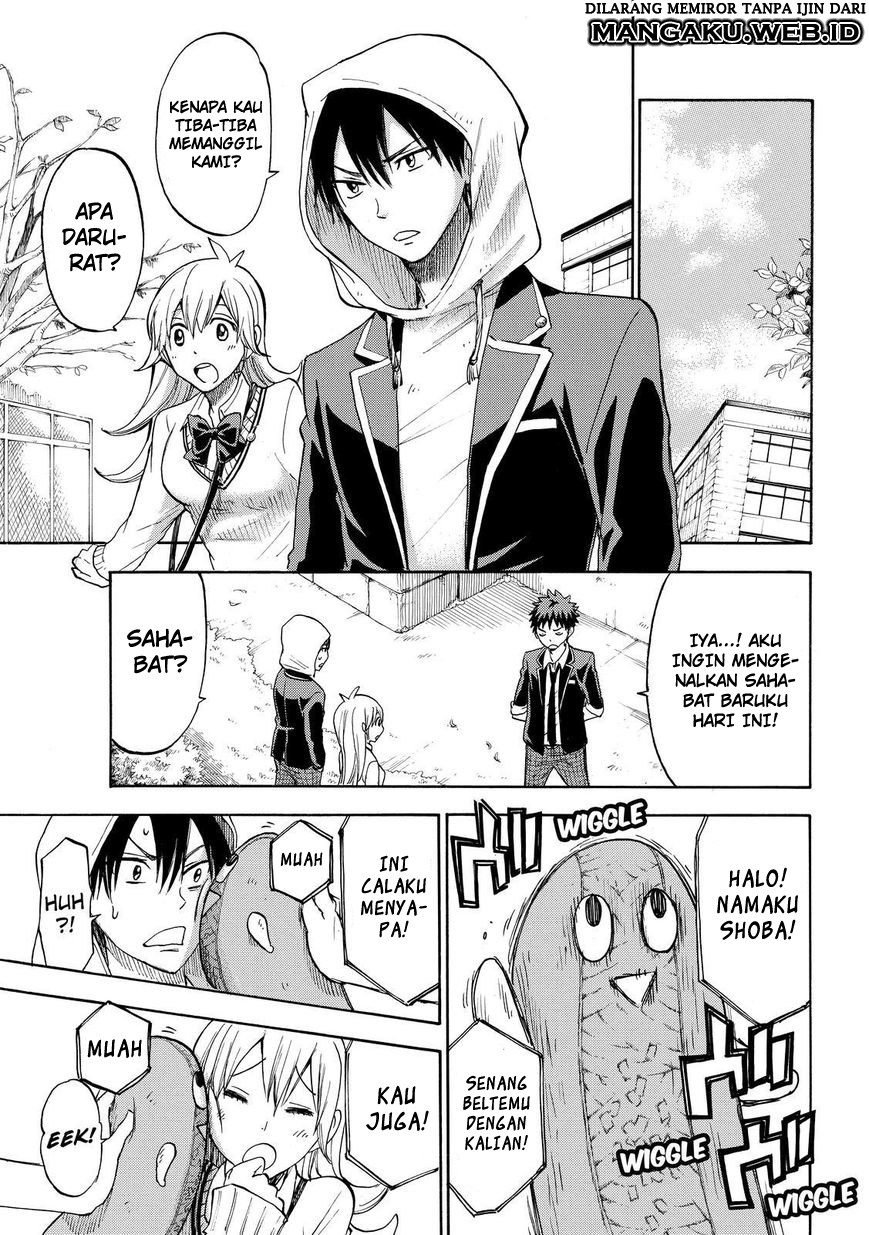 DILARANG MEMIROR TANPA IJIN DARI
MANGAKU.WEB.ID
KENAPA KAU
TIBA-TIBA
MEMANGGIL
KAMI?
APA
DARU-
RAT?
IYA...! AKU
INGIN MENGE-
NALKAN SAHA-
BAT BARUKU
HARI INI!
SAHA-
BAT?
HALO!
NAMAKU
SHOBA!
WIGGLE
SENANG
BELTEMU
DENGAN
KALIAN!
WIGGLE
WIGGLE
INI
CALAKU
MENYA-
PA!
MUAH
HUH
?!
KAU
JUGA!
MUAH
EEK!